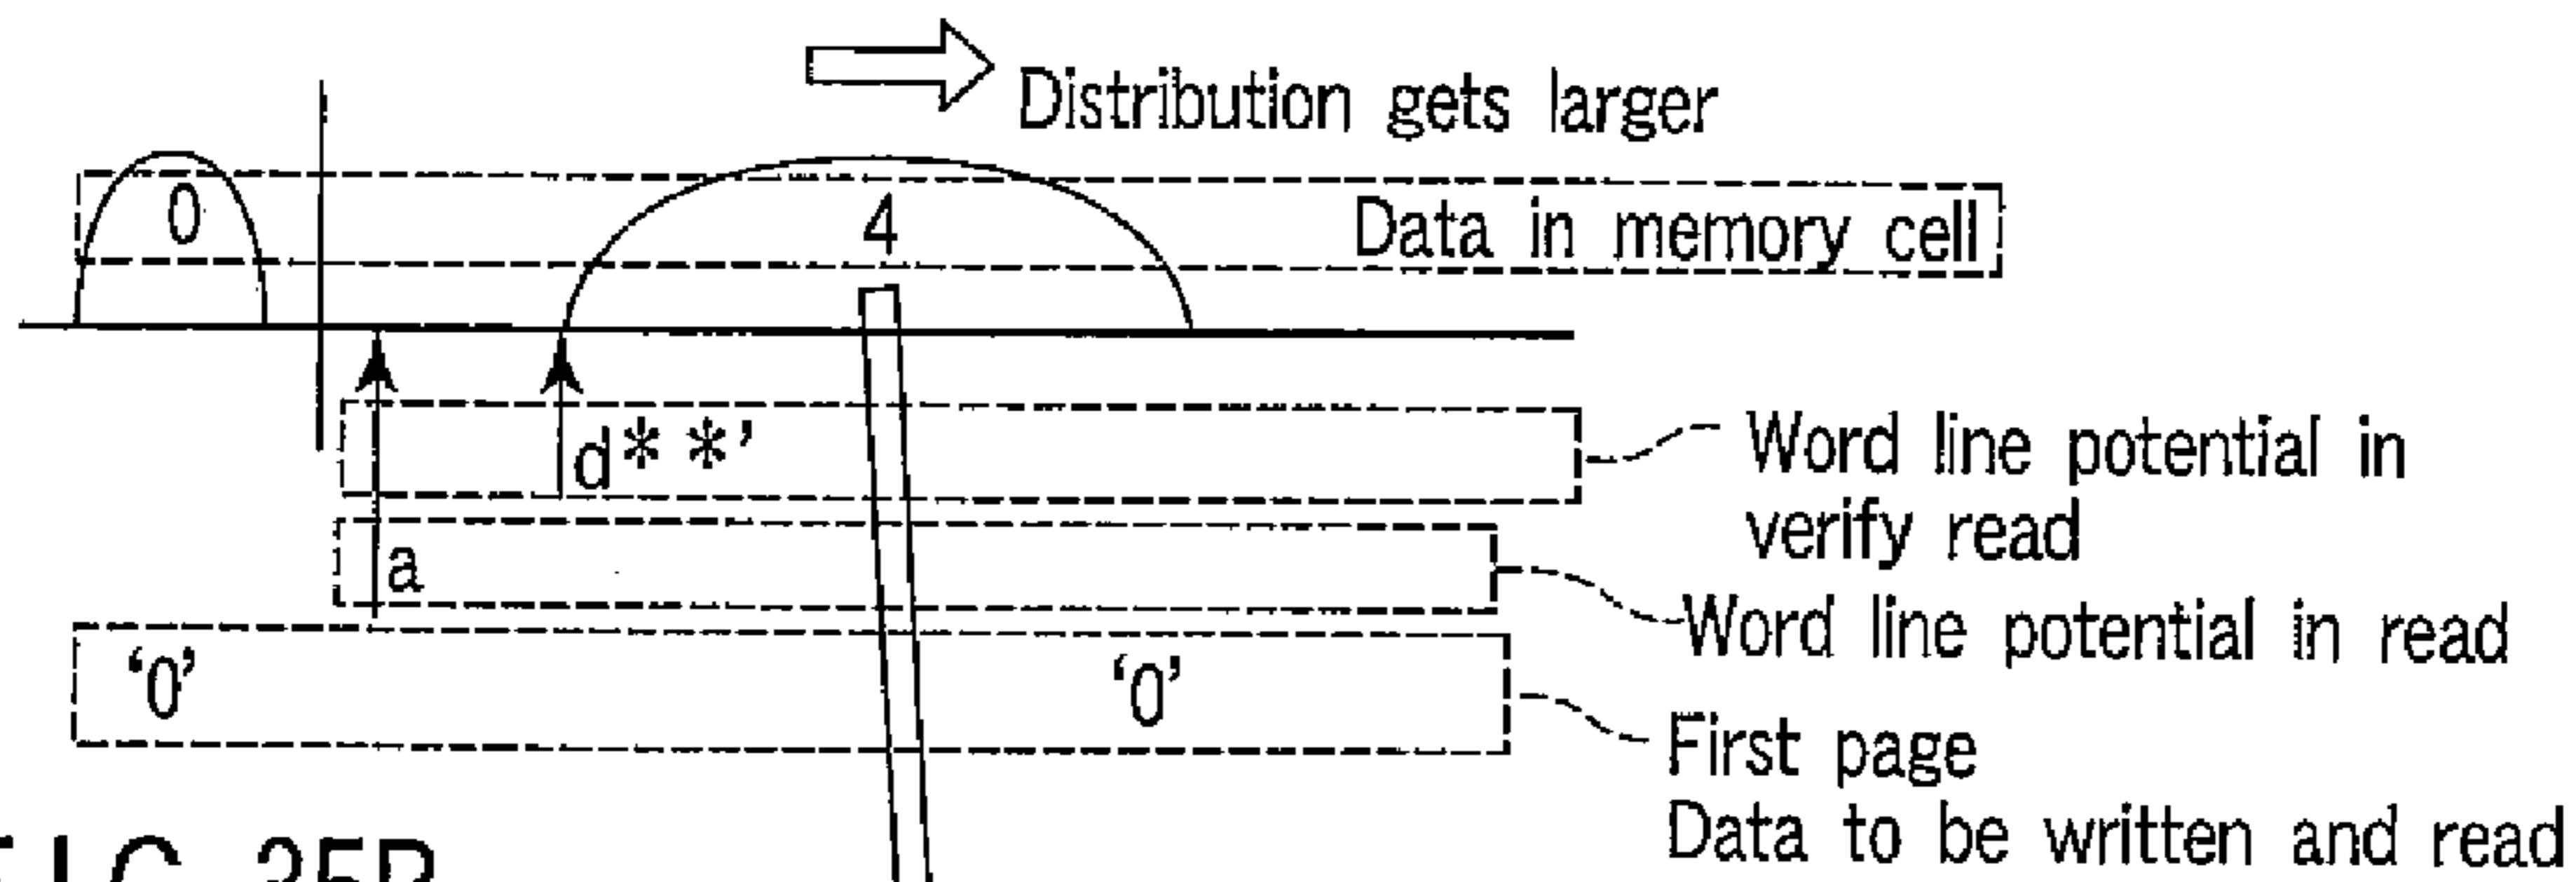 Distribution gets larger
0
4
Data in memory cell
d**'
Word line potential in
verify read
a
Word line potential in read
'0'
'0'
First page
Data to be written and read